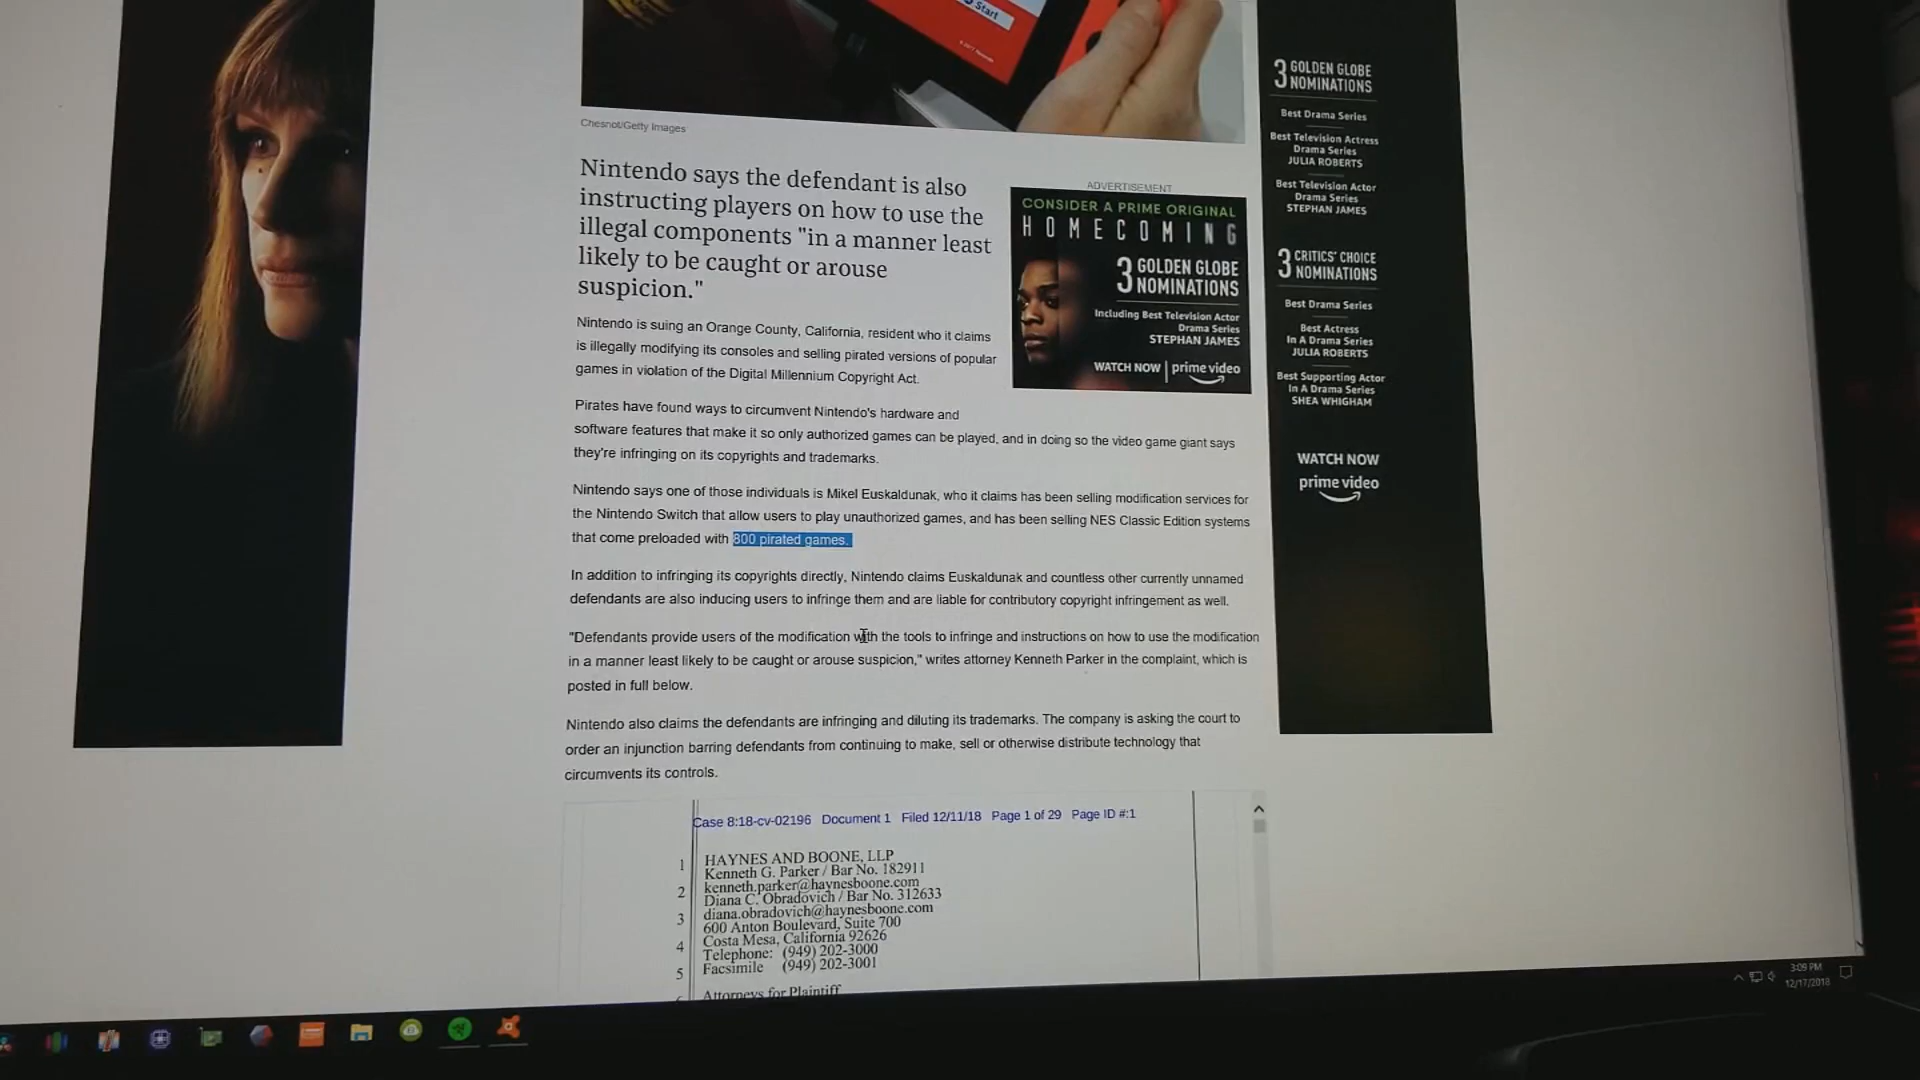 Start
Chesnot/Getty Images
Nintendo says the defendant is also
instructing players on how to use the
illegal components "in a manner least
likely to be caught or arouse
suspicion."
Nintendo is suing an Orange County, California, resident who it claims
is illegally modifying its consoles and selling pirated versions of popular
games in violation of the Digital Millennium Copyright Act.
Pirates have found ways to circumvent Nintendo's hardware and
software features that make it so only authorized games can be played, and in doing so the video game giant says
they're infringing on its copyrights and trademarks.
Nintendo says one of those individuals is Mikel Euskaldunak, who it claims has been selling modification services for
the Nintendo Switch that allow users to play unauthorized games, and has been selling NES Classic Edition systems
that come preloaded with 800 pirated games.
In addition to infringing its copyrights directly, Nintendo claims Euskaldunak and countless other currently unnamed
defendants are also inducing users to infringe them and are liable for contributory copyright infringement as well.
"Defendants provide users of the modification with the tools to infringe and instructions on how to use the modification
in a manner least likely to be caught or arouse suspicion," writes attorney Kenneth Parker in the complaint, which is
posted in full below.
Nintendo also claims the defendants are infringing and diluting its trademarks. The company is asking the court to
order an injunction barring defendants from continuing to make, sell or otherwise distribute technology that
circumvents its controls.
Case 8:18-cv-02196 Document 1 Filed 12/11/18 Page 1 of 29 Page ID #:1
1 HAYNES AND BOONE, LLP
Kenneth G. Parker / Bar No. 182911
2 kenneth.parker@haynesboone.com
Diana C. Obradovich / Bar No. 312633
3 diana.obradovich@haynesboone.com
600 Anton Boulevard, Suite 700
4 Costa Mesa, California 92626
Telephone: (949) 202-3000
5 Facsimile (949) 202-3001
Attorneys for Plaintiff
ADVERTISEMENT
CONSIDER A PRIME ORIGINAL
HOMECOMING
3 GOLDEN GLOBE
NOMINATIONS
Including Best Television Actor
Drama Series
STEPHAN JAMES
WATCH NOW | prime video
3 GOLDEN GLOBE
NOMINATIONS
Best Drama Series
Best Television Actress
Drama Series
JULIA ROBERTS
Best Television Actor
Drama Series
STEPHAN JAMES
3 CRITICS' CHOICE
NOMINATIONS
Best Drama Series
Best Actress
In A Drama Series
JULIA ROBERTS
Best Supporting Actor
In A Drama Series
SHEA WHIGHAM
WATCH NOW
prime video
3:09 PM
12/17/2018